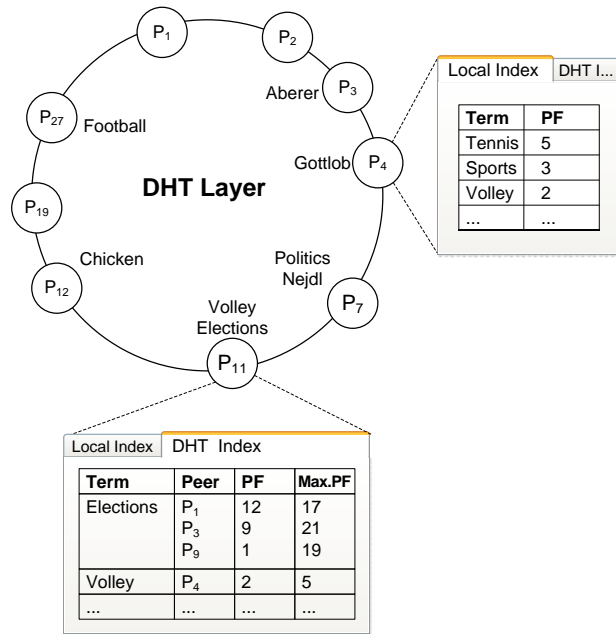 P1
P2
P3
Aberer
P27
Football
Gottlob
P4
DHT Layer
P19
Chicken
P12
Politics
Nejdl
P7
Volley
Elections
P11
Local Index DHT I...
Term PF
Tennis 5
Sports 3
Volley 2
... ...
Local Index DHT Index
Term Peer PF Max.PF
Elections P1 12 17
P3 9 21
P9 1 19
Volley P4 2 5
... ... ... ...